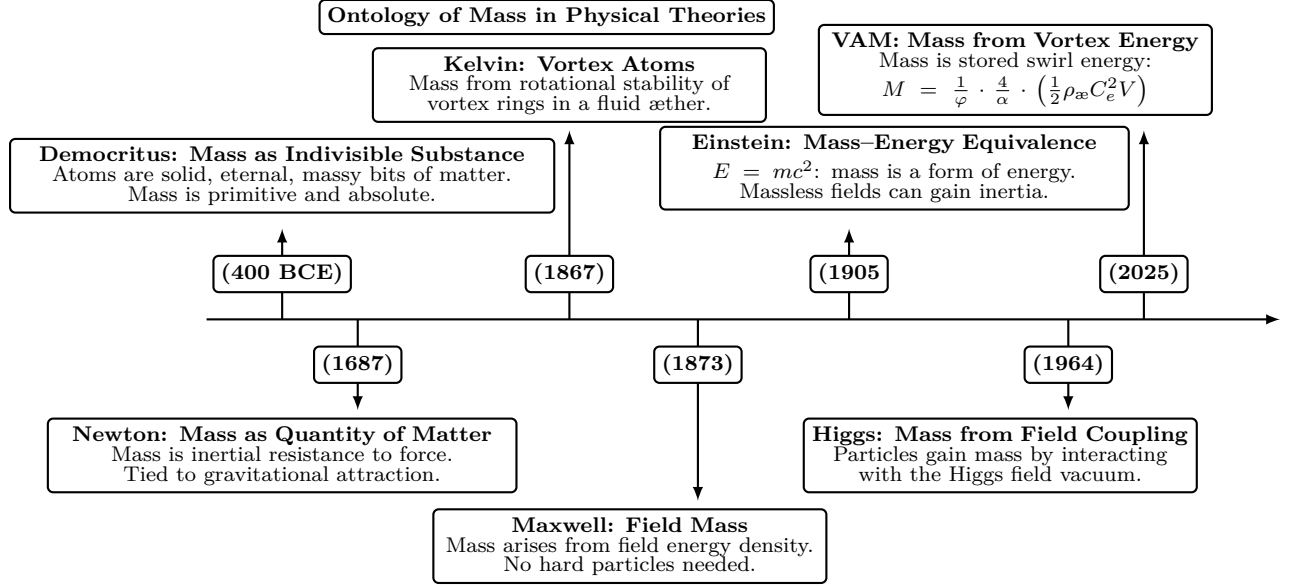 Ontology of Mass in Physical Theories
Kelvin: Vortex Atoms
Mass from rotational stability of
vortex rings in a fluid æther.
VAM: Mass from Vortex Energy
Mass is stored swirl energy:
M = 1/φ · 4/α · (1/2 ρ_æ C_e^2 V)
Democritus: Mass as Indivisible Substance
Atoms are solid, eternal, massy bits of matter.
Mass is primitive and absolute.
Einstein: Mass–Energy Equivalence
E = mc²: mass is a form of energy.
Massless fields can gain inertia.
(400 BCE)
(1867)
(1905
(2025)
(1687)
(1873)
(1964)
Newton: Mass as Quantity of Matter
Mass is inertial resistance to force.
Tied to gravitational attraction.
Higgs: Mass from Field Coupling
Particles gain mass by interacting
with the Higgs field vacuum.
Maxwell: Field Mass
Mass arises from field energy density.
No hard particles needed.